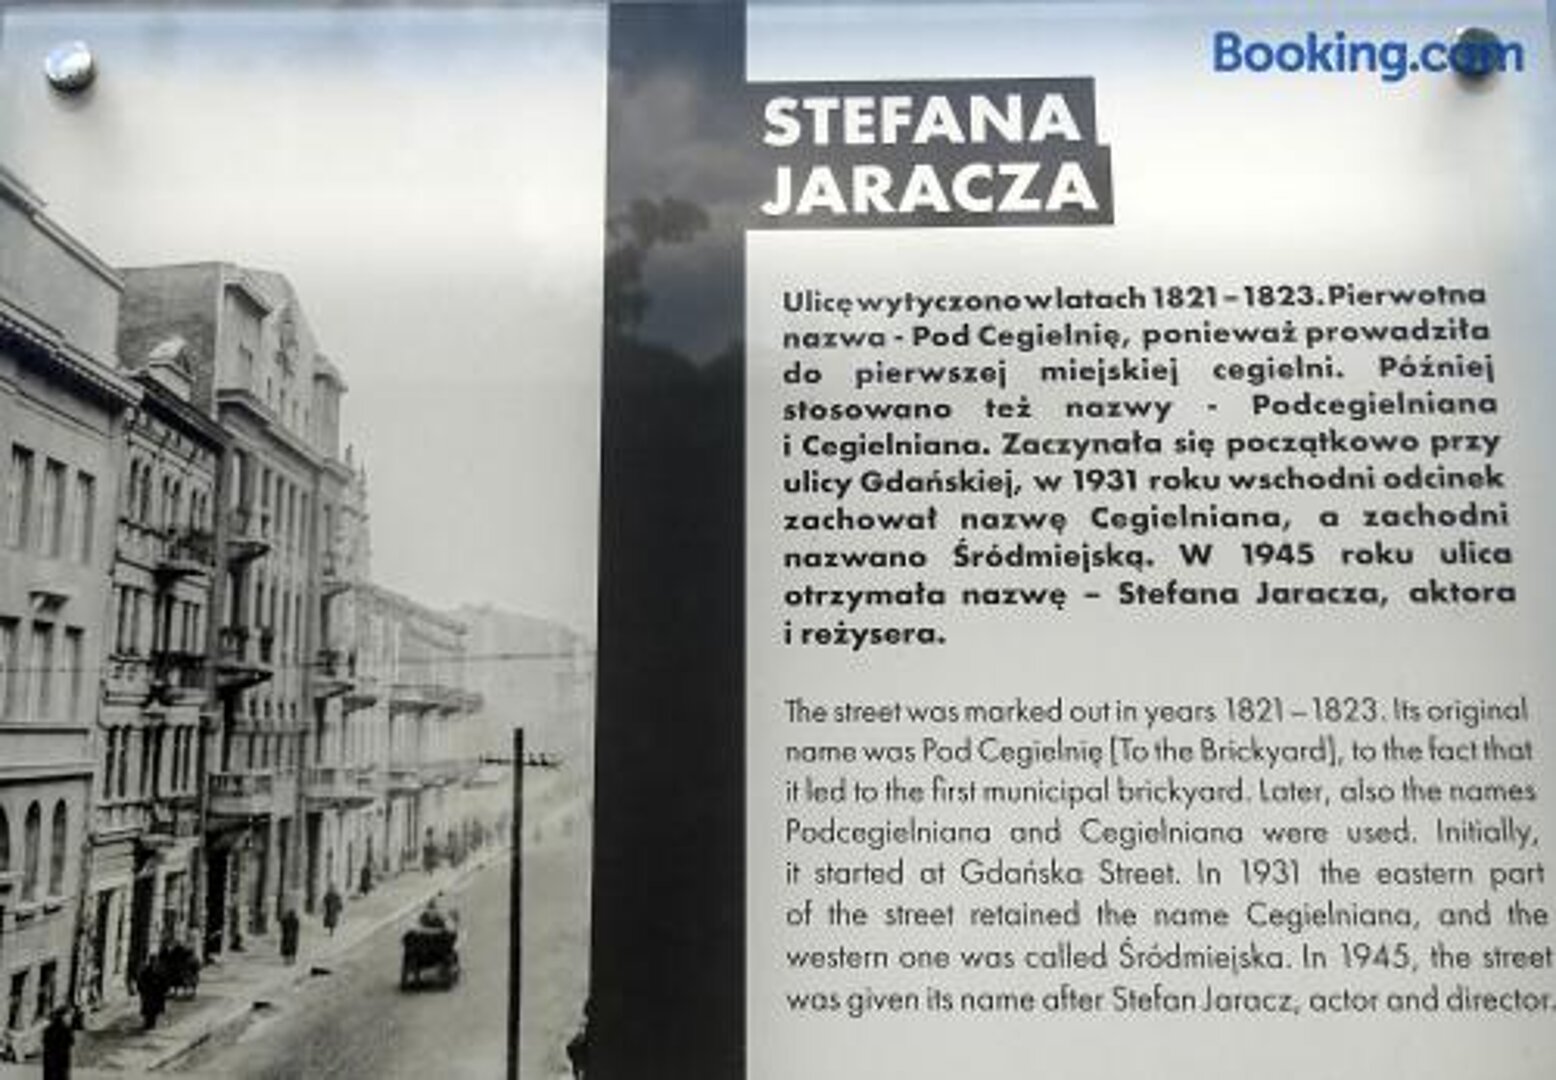 Booking.com
STEFANA
JARACZA
Ulicę wytyczono w latach 1821 – 1823. Pierwotna
nazwa - Pod Cegielnię, ponieważ prowadziła
do pierwszej miejskiej cegielni. Później
stosowano też nazwy - Podcegielniana
i Cegielniana. Zaczynała się początkowo przy
ulicy Gdańskiej, w 1931 roku wschodni odcinek
zachował nazwę Cegielniana, a zachodni
nazwano Śródmiejską. W 1945 roku ulica
otrzymała nazwę – Stefana Jaracza, aktora
i reżysera.
The street was marked out in years 1821 – 1823. Its original
name was Pod Cegielnię [To the Brickyard], to the fact that
it led to the first municipal brickyard. Later, also the names
Podcegielniana and Cegielniana were used. Initially,
it started at Gdańska Street. In 1931 the eastern part
of the street retained the name Cegielniana, and the
western one was called Śródmiejska. In 1945, the street
was given its name after Stefan Jaracz, actor and director.